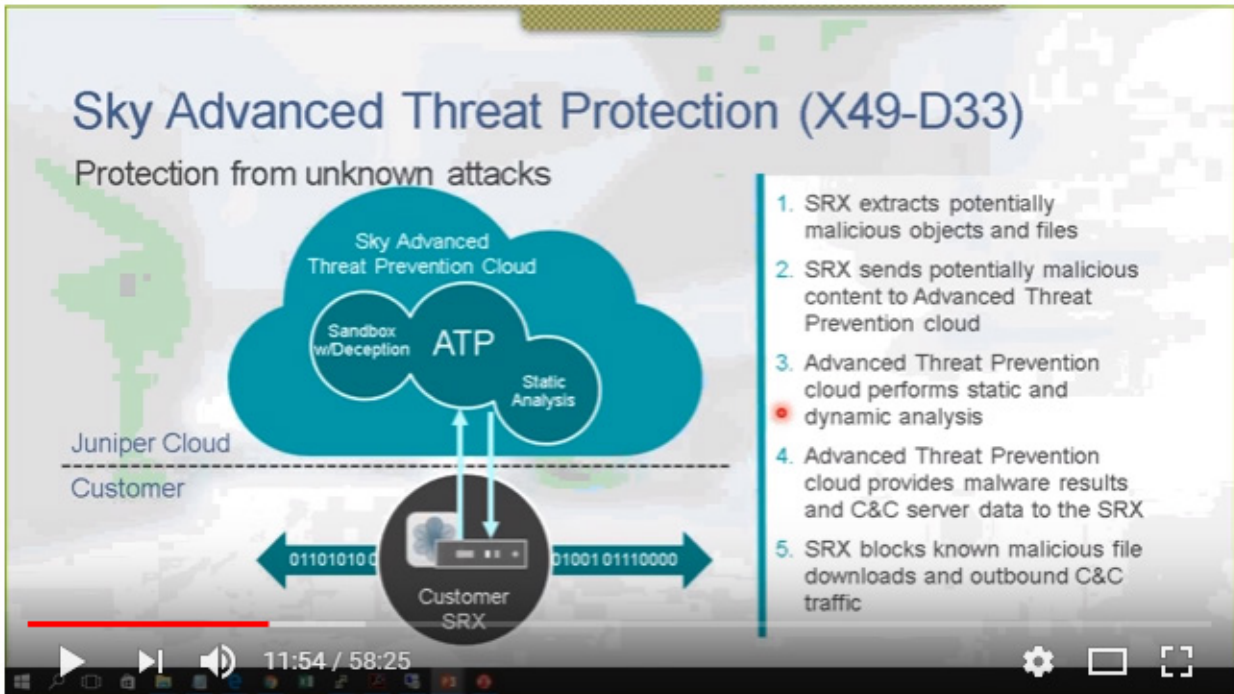 Sky Advanced Threat Protection (X49-D33)
Protection from unknown attacks
Sky Advanced
Threat Prevention Cloud
Sandbox
w/Deception
ATP
Static
Analysis
Juniper Cloud
Customer
01101010 0
01001 01110000
Customer
SRX
1. SRX extracts potentially
malicious objects and files
2. SRX sends potentially malicious
content to Advanced Threat
Prevention cloud
3. Advanced Threat Prevention
cloud performs static and
dynamic analysis
4. Advanced Threat Prevention
cloud provides malware results
and C&C server data to the SRX
5. SRX blocks known malicious file
downloads and outbound C&C
traffic
11:54 / 58:25